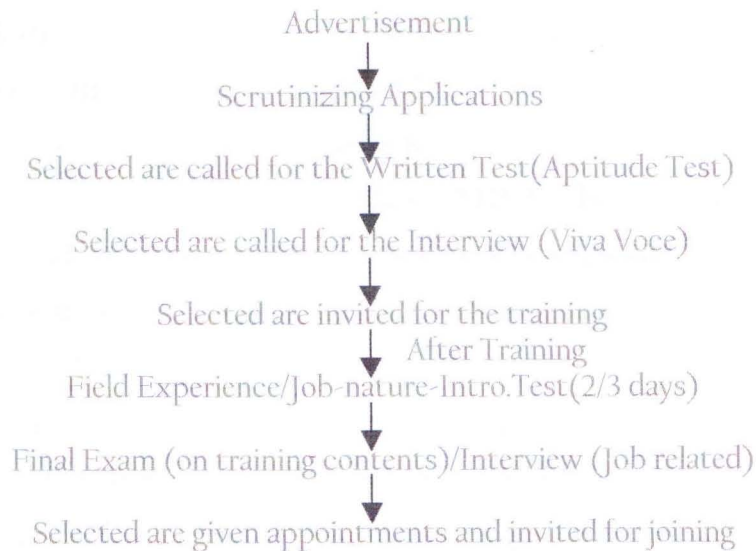 Advertisement
Scrutinizing Applications
Selected are called for the Written Test(Aptitude Test)
Selected are called for the Interview (Viva Voce)
Selected are invited for the training
After Training
Field Experience/Job-nature-Intro.Test(2/3 days)
Final Exam (on training contents)/Interview (Job related)
Selected are given appointments and invited for joining